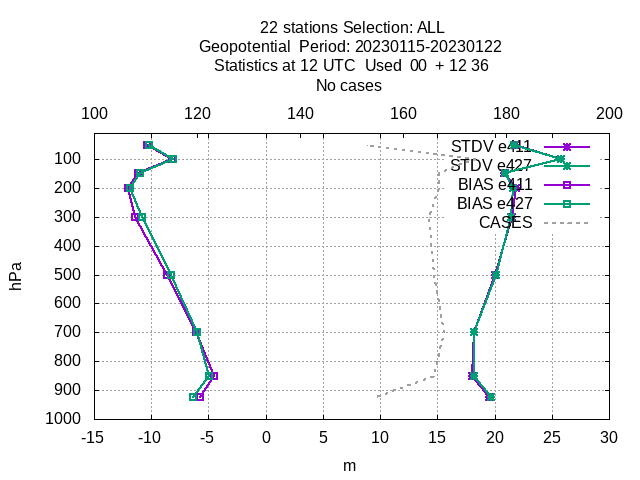 22 stations Selection: ALL
Geopotential  Period: 20230115-20230122
Statistics at 12 UTC  Used  00  + 12 36
No cases
100 120 140 160 180 200
STDV e411
STDV e427
BIAS e411
BIAS e427
CASES
100
200
300
400
500
600
700
800
900
1000
hPa
-15 -10 -5 0 5 10 15 20 25 30
m